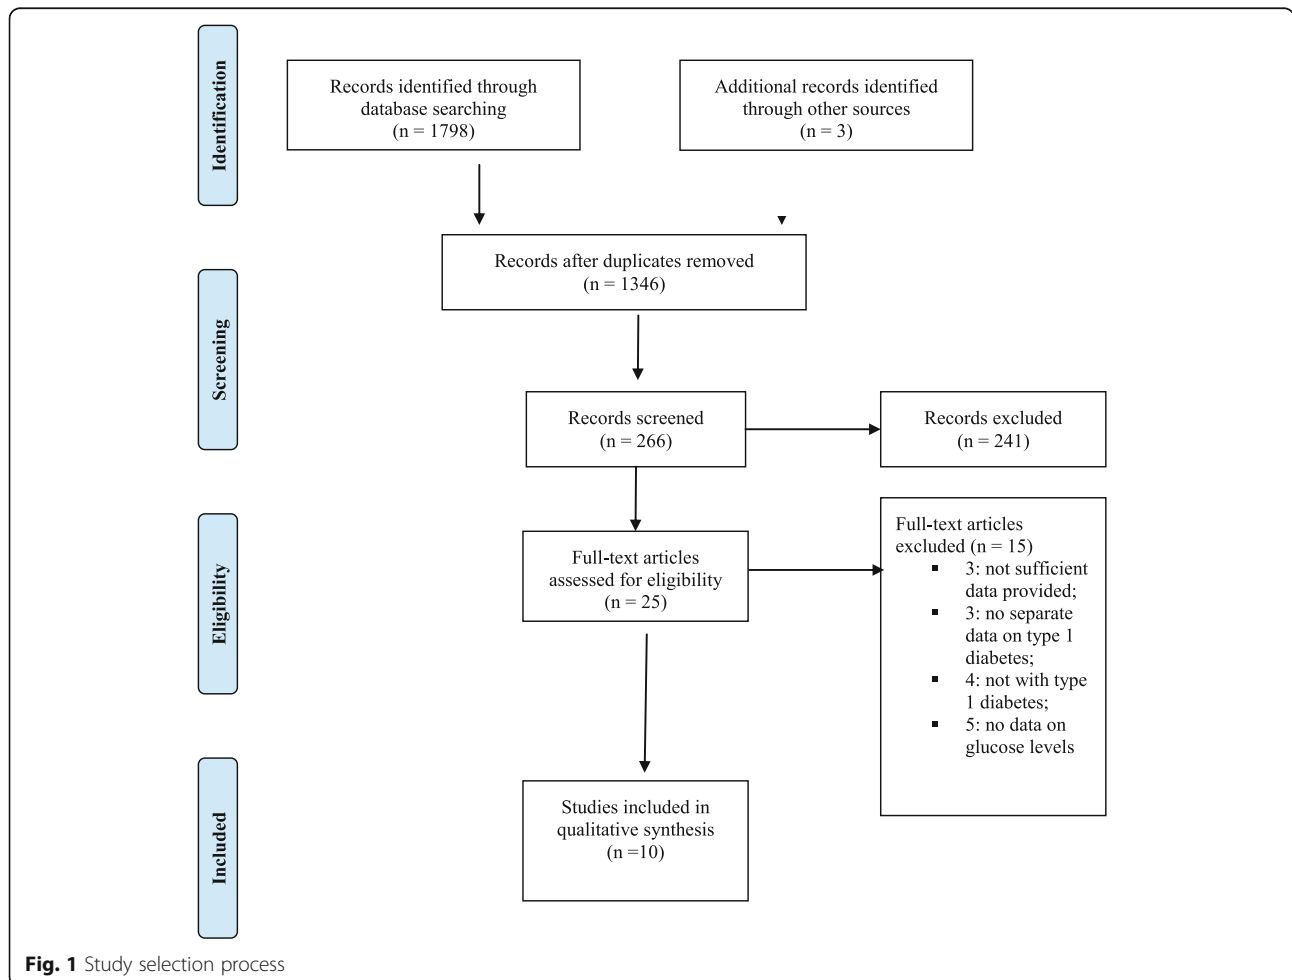 Identification
Records identified through
database searching
(n = 1798)
Additional records identified
through other sources
(n = 3)
Screening
Records after duplicates removed
(n = 1346)
Records screened
(n = 266)
Records excluded
(n = 241)
Eligibility
Full-text articles
assessed for eligibility
(n = 25)
Full-text articles
excluded (n = 15)
▪ 3: not sufficient
data provided;
▪ 3: no separate
data on type 1
diabetes;
▪ 4: not with type
1 diabetes;
▪ 5: no data on
glucose levels
Included
Studies included in
qualitative synthesis
(n =10)
Fig. 1 Study selection process